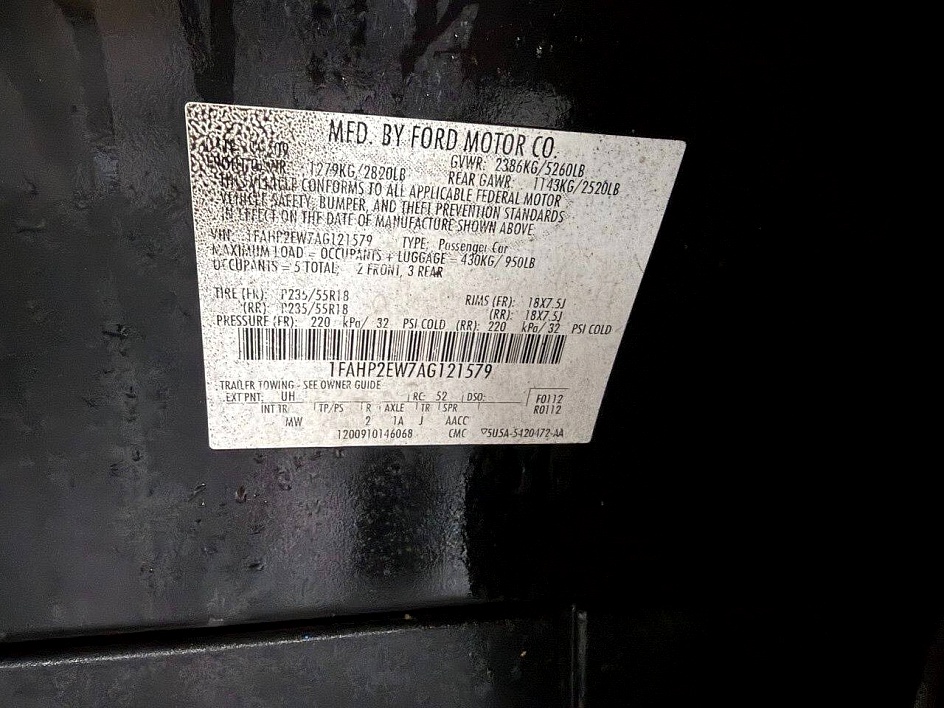 MFD. BY FORD MOTOR CO.
GVWR: 2386KG/5260LB
1279KG/2820LB REAR GAWR: 1143KG/2520LB
THIS VEHICLE CONFORMS TO ALL APPLICABLE FEDERAL MOTOR
VEHICLE SAFETY, BUMPER, AND THEFT PREVENTION STANDARDS
IN EFFECT ON THE DATE OF MANUFACTURE SHOWN ABOVE
VIN: 1FAHP2EW7AG121579 TYPE: Passenger Car
MAXIMUM LOAD = OCCUPANTS + LUGGAGE = 430KG/ 950LB
OCCUPANTS = 5 TOTAL, 2 FRONT, 3 REAR
TIRE (FR): P235/55R18 RIMS (FR): 18X7.5J
(RR): P235/55R18 (RR): 18X7.5J
PRESSURE (FR): 220 kPa/ 32 PSI COLD (RR): 220 kPa/ 32 PSI COLD
1FAHP2EW7AG121579
TRAILER TOWING - SEE OWNER GUIDE
EXT PNT: UH RC: 52 DSO: F0112
INT TR TP/PS R AXLE TR SPR R0112
MW 2 1A J AACC
1200910146068 CMC ▽5U5A-5420472-AA